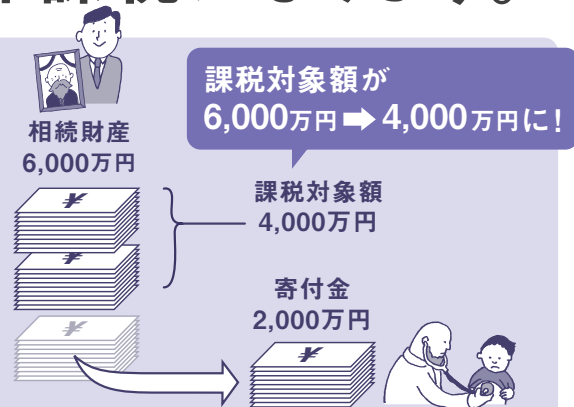 課税対象額が
6,000万円➡4,000万円に!
相続財産
6,000万円
課税対象額
4,000万円
寄付金
2,000万円
¥
¥
¥
¥